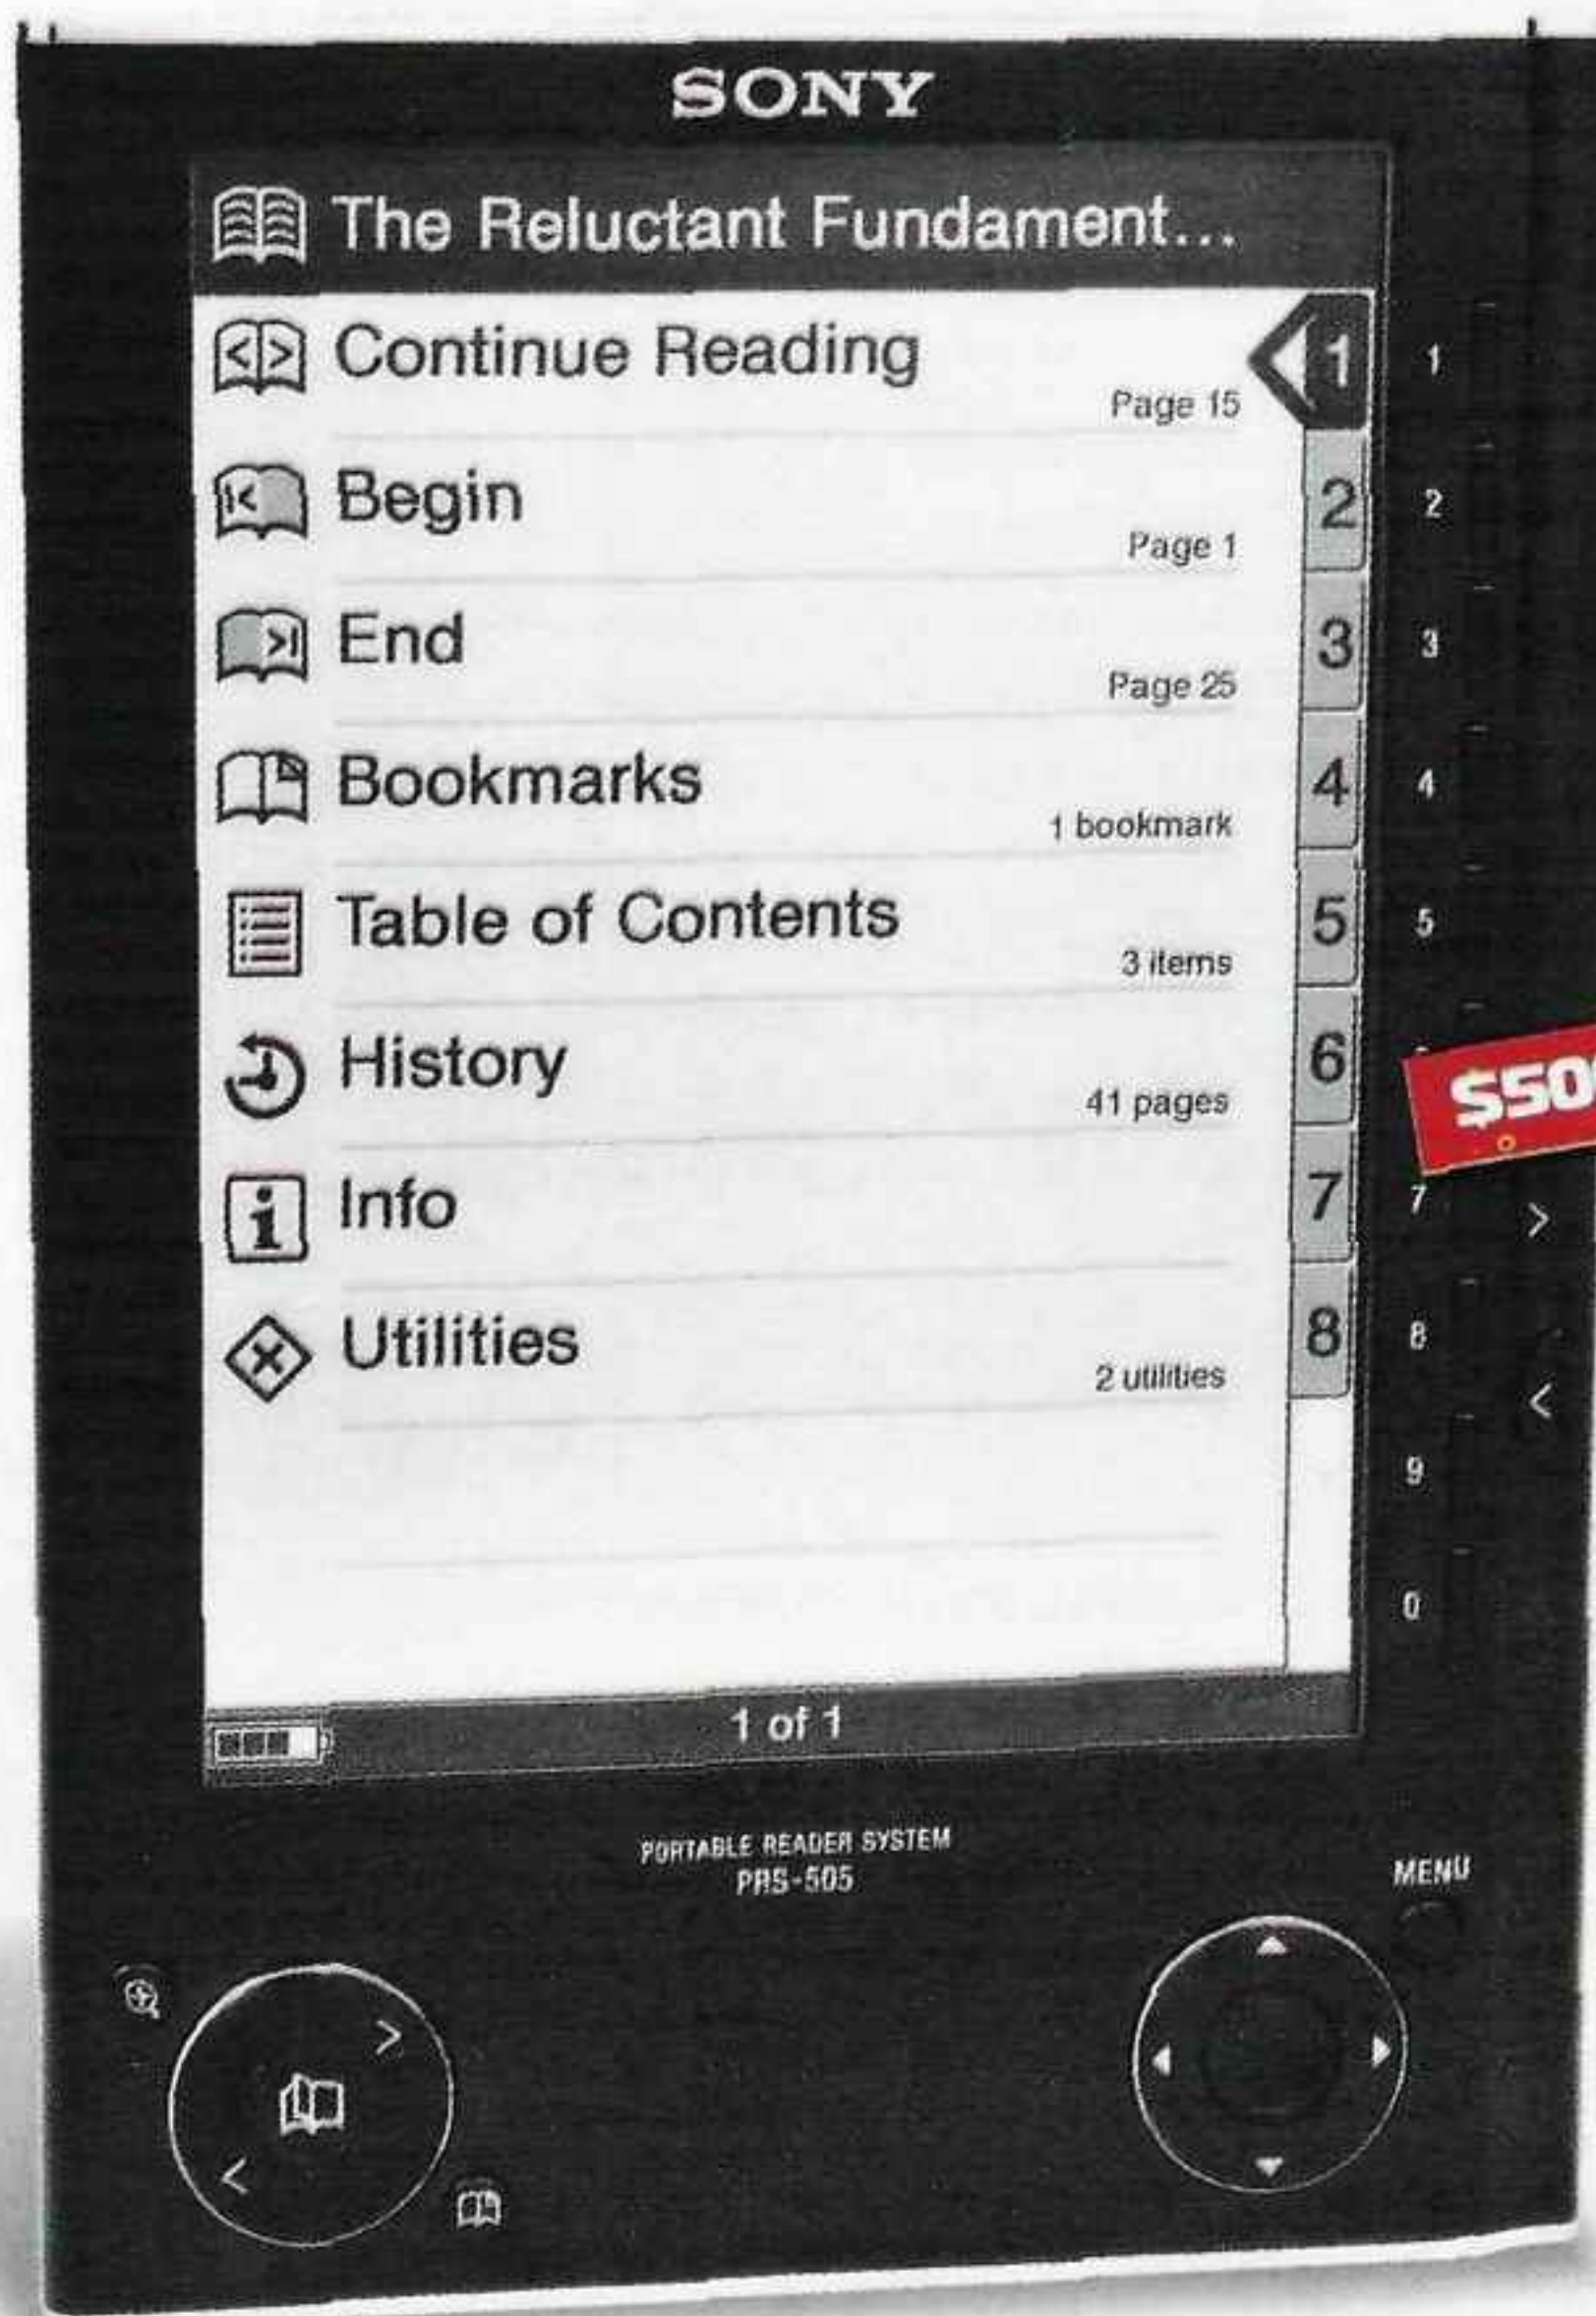 SONY
The Reluctant Fundament...
Continue Reading
Page 15
1
1
Begin
Page 1
2
2
End
Page 25
3
3
Bookmarks
1 bookmark
4
4
Table of Contents
3 items
5
5
History
41 pages
6
Info
7
7
>
Utilities
2 utilities
8
8
<
9
0
1 of 1
PORTABLE READER SYSTEM
PRS-505
MENU